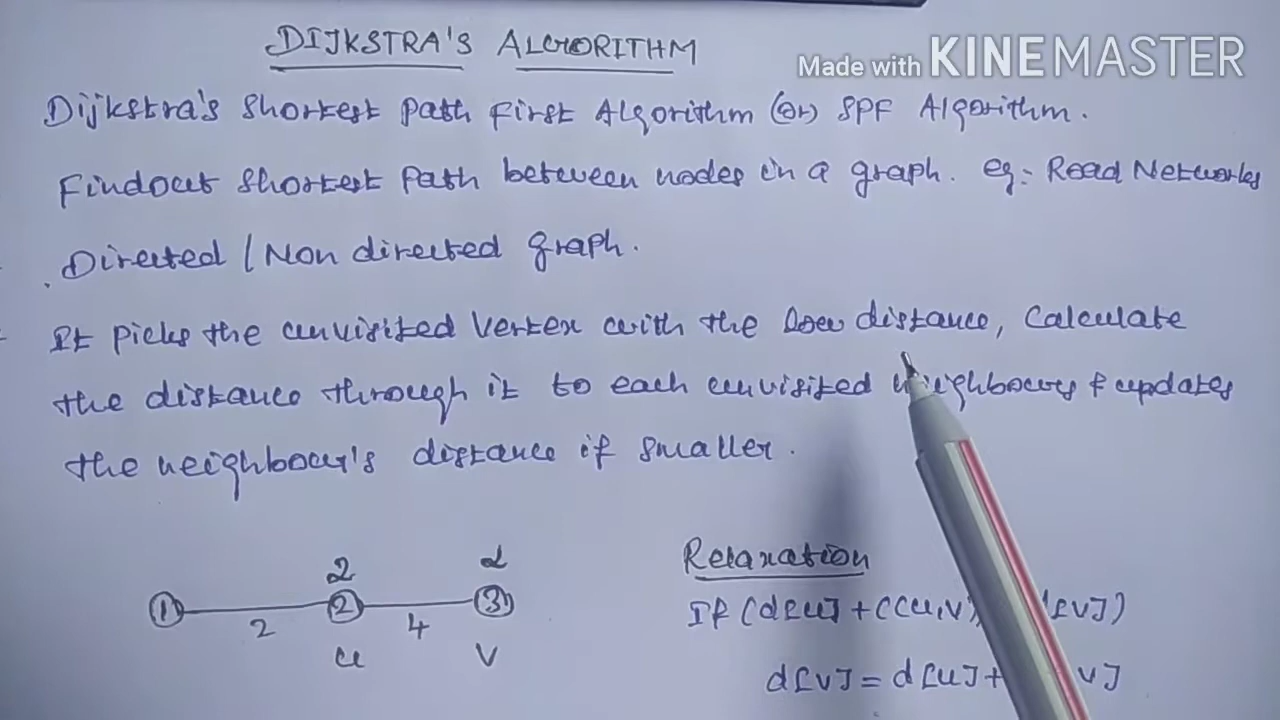 DIJKSTRA'S ALGORITHM
Made with KINEMASTER
Dijkstra's Shortest Path First Algorithm (or) SPF Algorithm.
Findout Shortest Path between nodes in a graph. eg:- Road Networks
Directed / Non directed graph.
It picks the unvisited vertex with the low distance, Calculate
the distance through it to each unvisited neighbours & updates
the neighbour's distance if smaller.
2
1 2 2 4 3
u V
Relaxation
If (d[u] + C(u,v) d[v])
d[v] = d[u] + v]